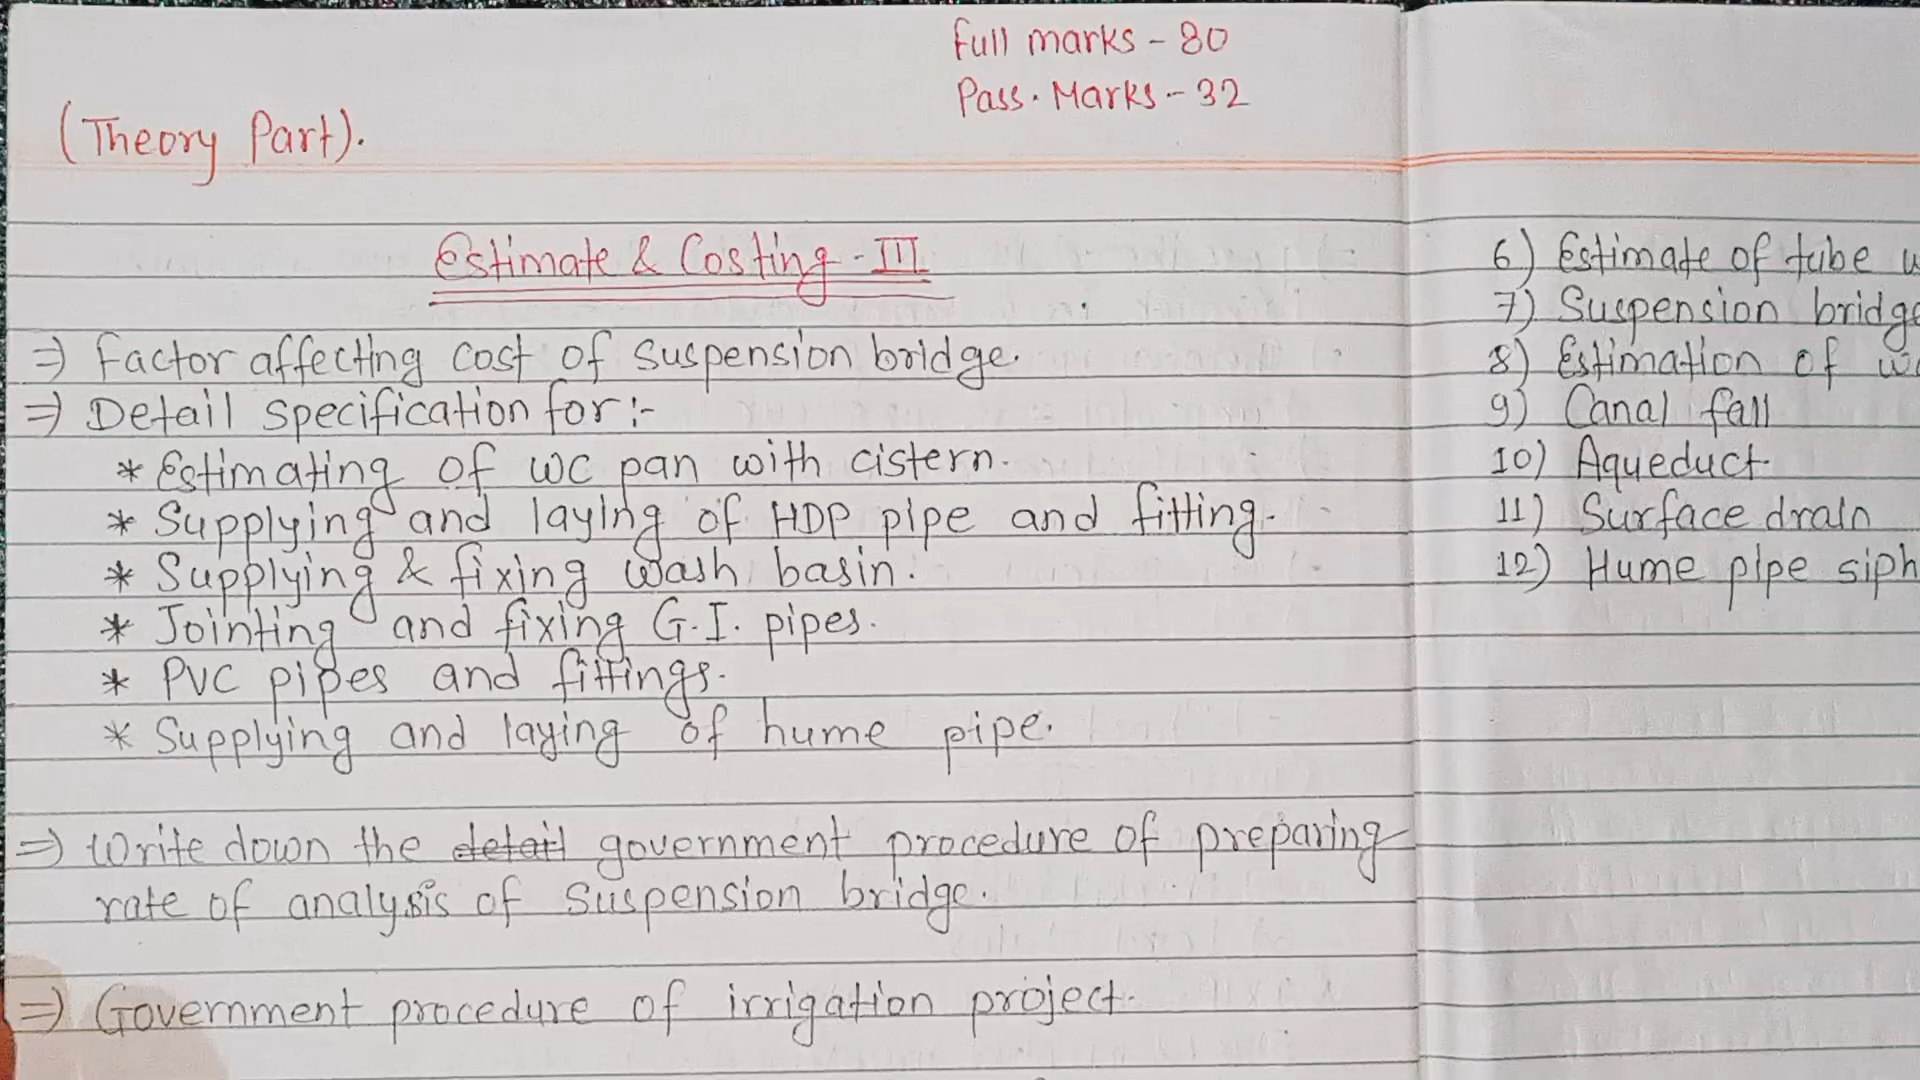 Full marks - 80
Pass. Marks - 32
(Theory Part).
Estimate & Costing - III
⇒ Factor affecting cost of suspension bridge.
⇒ Detail specification for:-
* Estimating of WC pan with cistern.
* Supplying and laying of HDP pipe and fitting.
* Supplying & fixing wash basin.
* Jointing and fixing G.I. pipes.
* PVC pipes and fittings.
* Supplying and laying of hume pipe.
⇒ Write down the detail government procedure of preparing
rate of analysis of suspension bridge.
⇒ Government procedure of irrigation project.
6) Estimate of tube
7) Suspension bridge
8) Estimation of
9) Canal fall
10) Aqueduct
11) Surface drain
12) Hume pipe siph